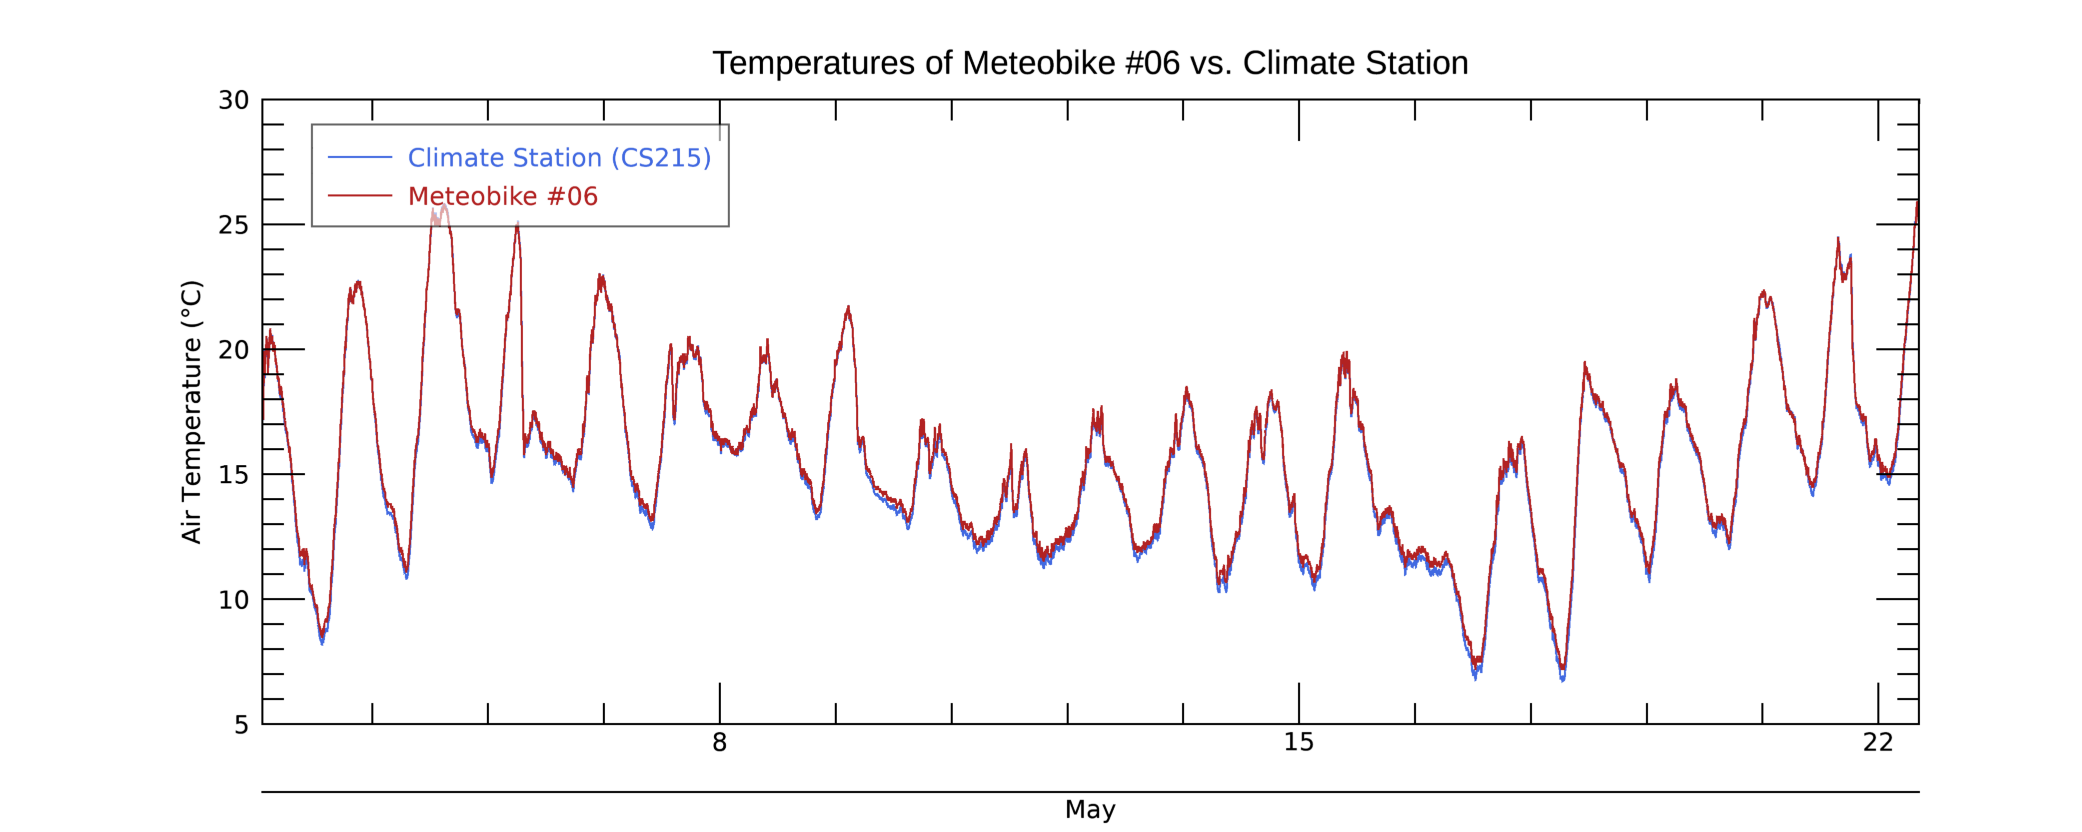 Temperatures of Meteobike #06 vs. Climate Station
30
Climate Station (CS215)
Meteobike #06
25
20
15
10
5
Air Temperature (°C)
8 15 22
May